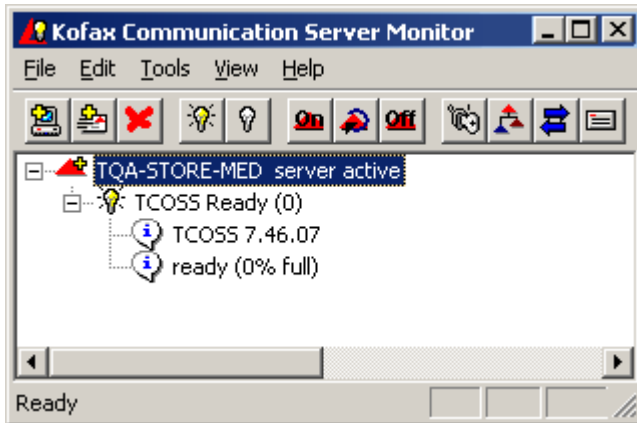 Kofax Communication Server Monitor
File Edit Tools View Help
On Off
TQA-STORE-MED server active
TCOSS Ready (0)
TCOSS 7.46.07
ready (0% full)
Ready